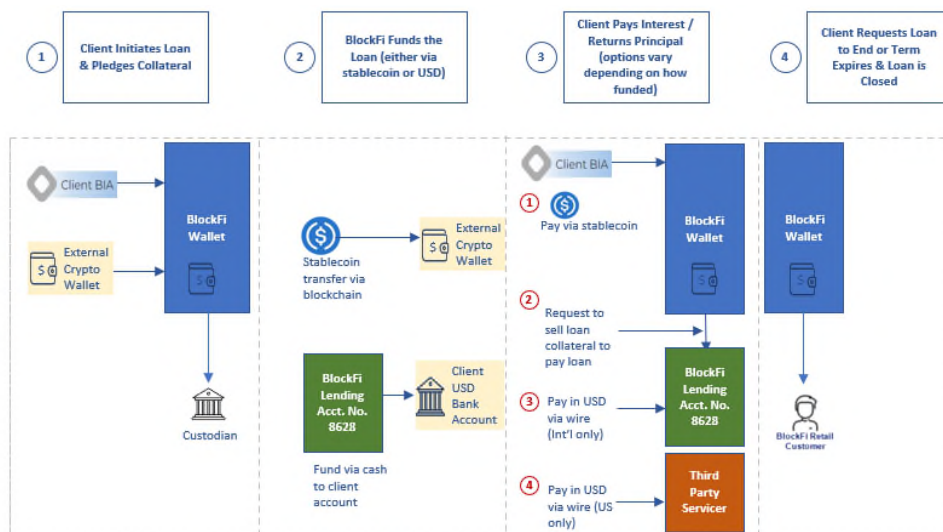 1
Client Initiates Loan
& Pledges Collateral
2
BlockFi Funds the
Loan (either via
stablecoin or USD)
3
Client Pays Interest /
Returns Principal
(options vary
depending on how
funded)
4
Client Requests Loan
to End or Term
Expires & Loan is
Closed
Client BIA
External
Crypto
Wallet
BlockFi
Wallet
Custodian
Stablecoin
transfer via
blockchain
External
Crypto
Wallet
BlockFi
Lending
Acct. No.
8628
Client
USD
Bank
Account
Fund via cash
to client
account
Client BIA
1
Pay via stablecoin
BlockFi
Wallet
2
Request to
sell loan
collateral to
pay loan
BlockFi
Lending
Acct. No.
8628
3
Pay in USD
via wire
(Int'l only)
4
Pay in USD
via wire (US
only)
Third
Party
Servicer
BlockFi
Wallet
BlockFi Retail
Customer